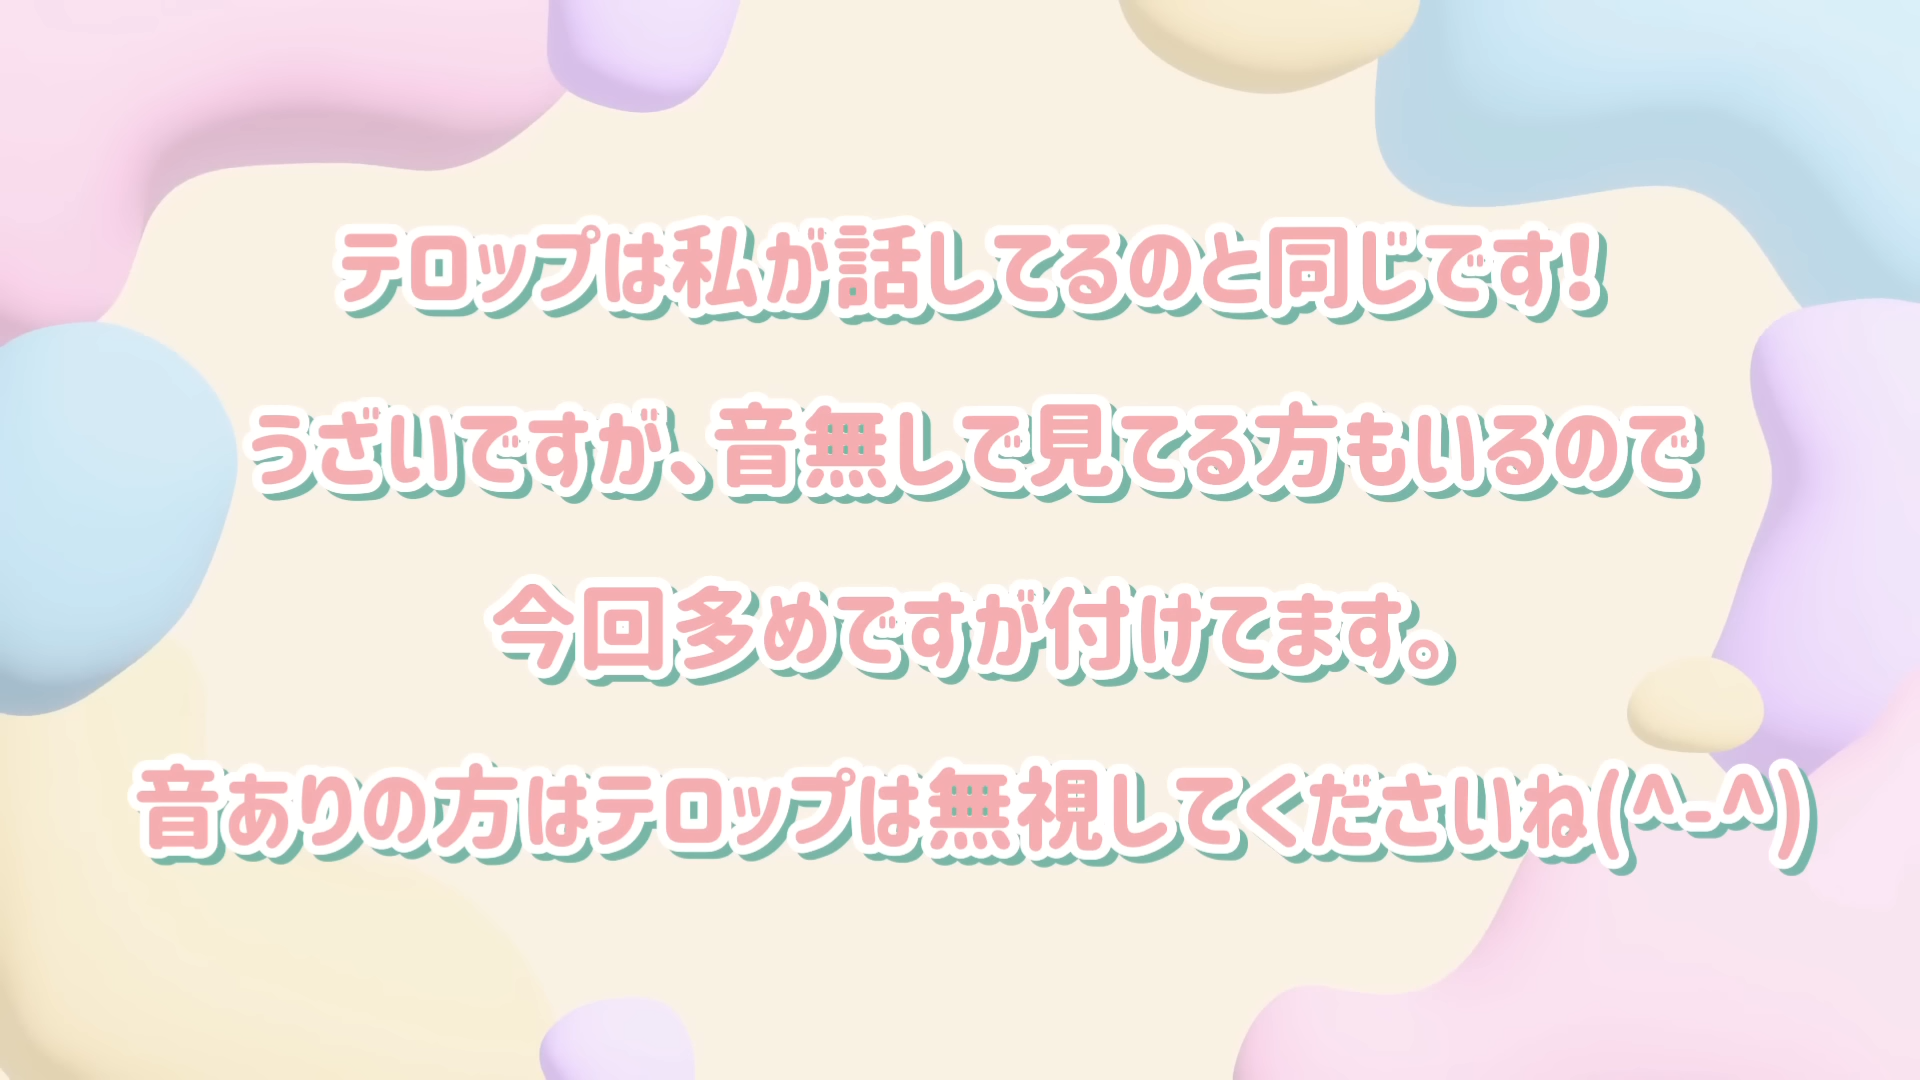 テロップは私が話してるのと同じです！
うざいですが、音無しで見てる方もいるので
今回多めですが付けてます。
音ありの方はテロップは無視してくださいね(^-^)